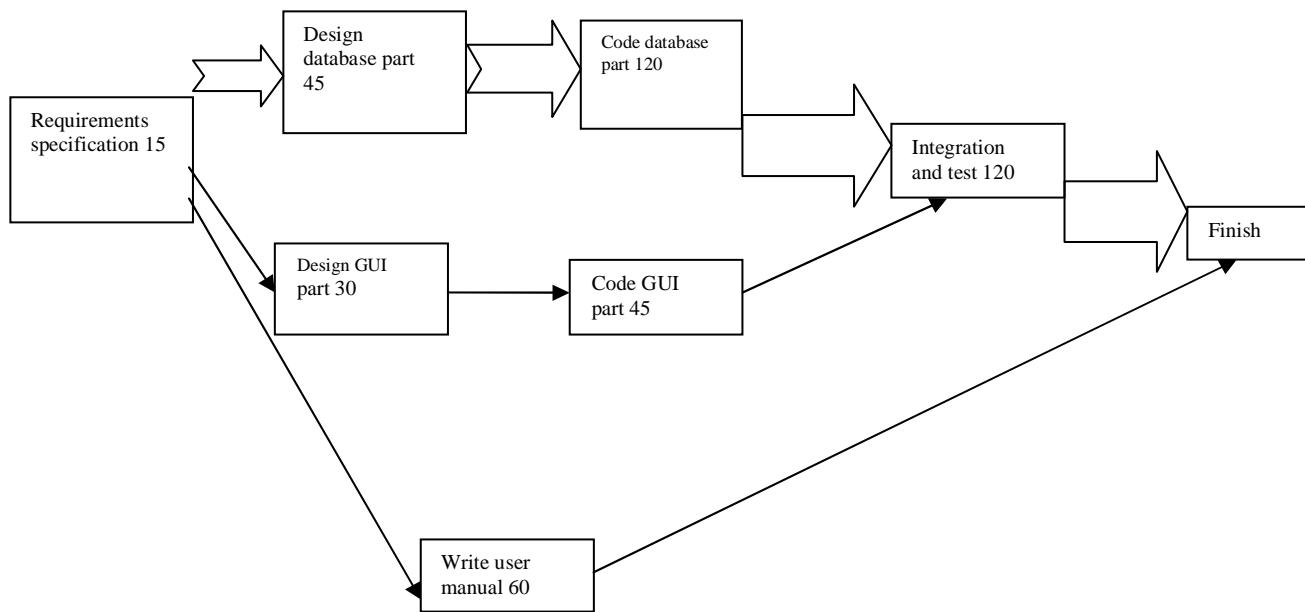 Requirements
specification 15
Design
database part
45
Code database
part 120
Integration
and test 120
Finish
Design GUI
part 30
Code GUI
part 45
Write user
manual 60